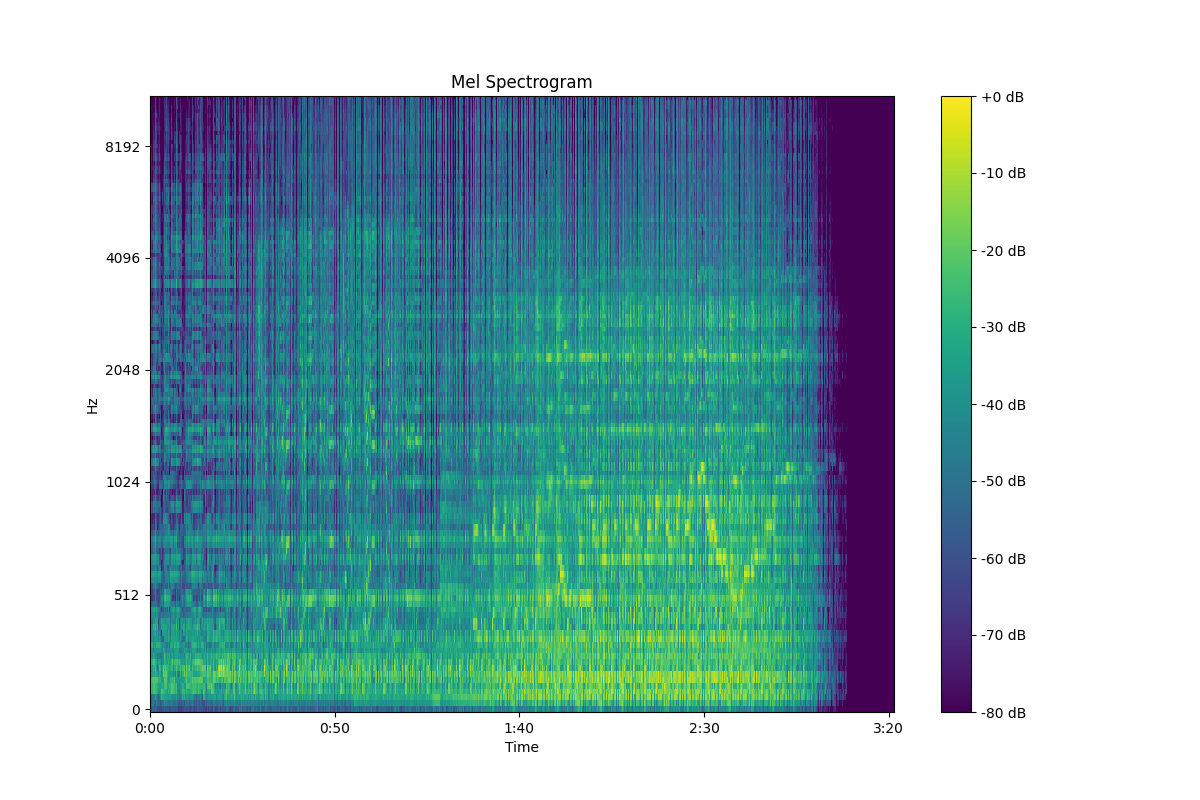 Mel Spectrogram
Hz
8192
4096
2048
1024
512
0
0:00
0:50
1:40
2:30
3:20
Time
+0 dB
-10 dB
-20 dB
-30 dB
-40 dB
-50 dB
-60 dB
-70 dB
-80 dB